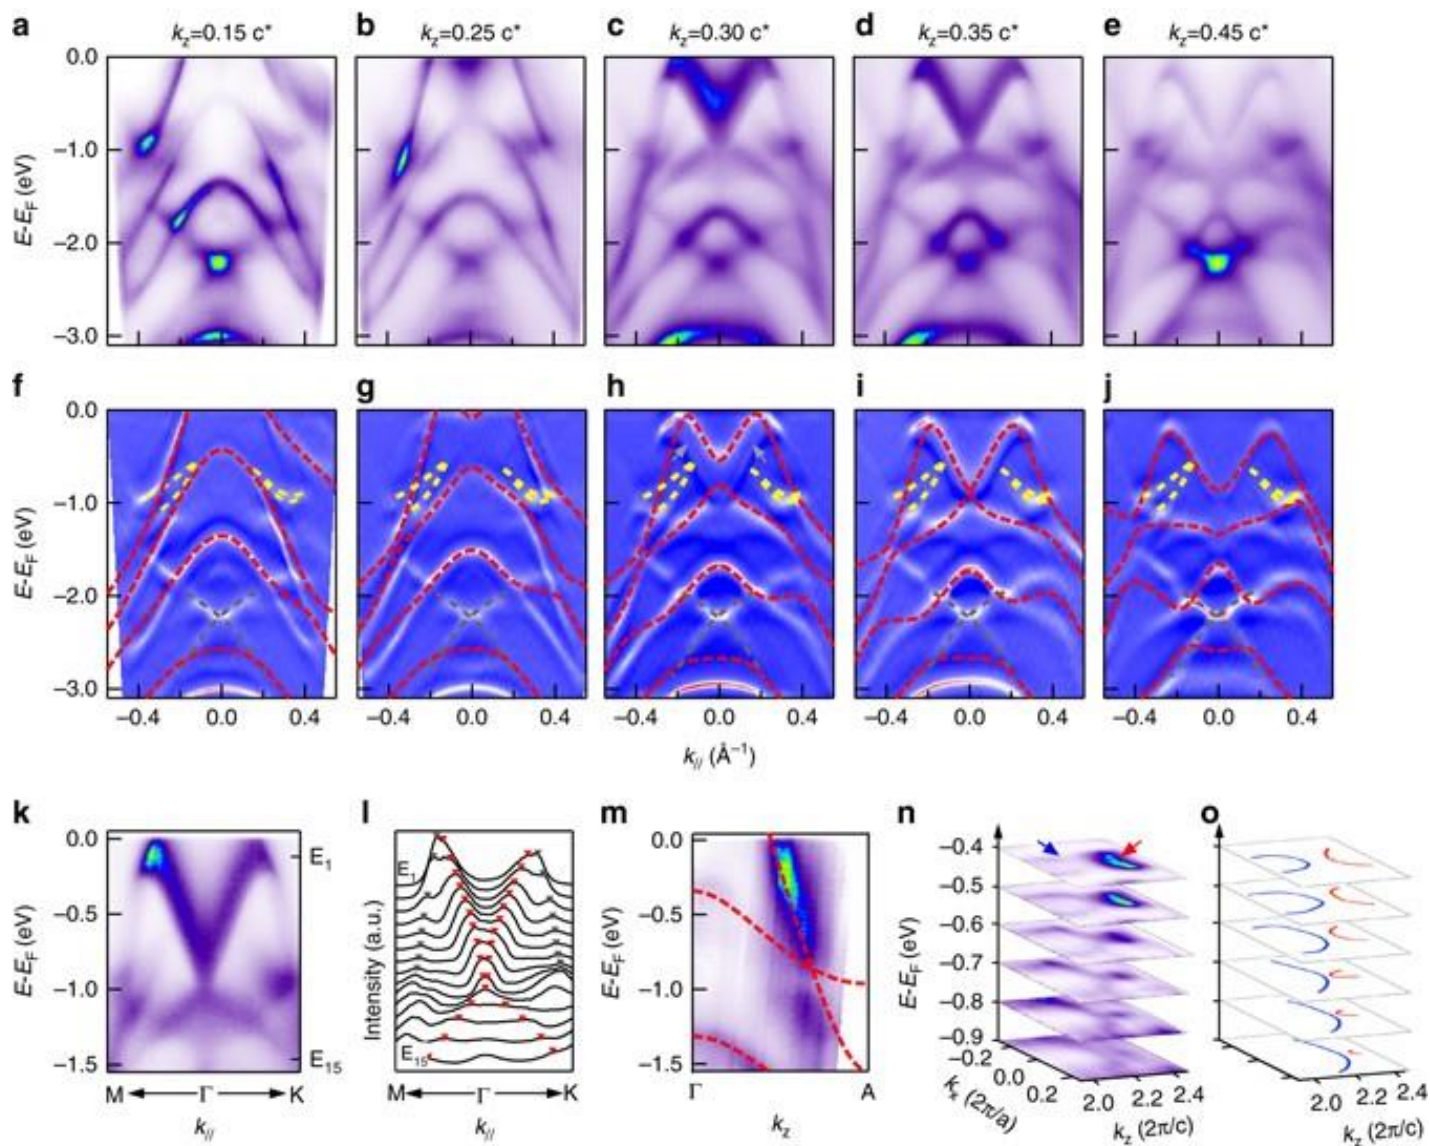 a b c d e
k_z=0.15 c* k_z=0.25 c* k_z=0.30 c* k_z=0.35 c* k_z=0.45 c*
0.0
−1.0
−2.0
−3.0
E-E_F (eV)
f g h i j
0.0
−1.0
−2.0
−3.0
E-E_F (eV)
−0.4 0.0 0.4 −0.4 0.0 0.4 −0.4 0.0 0.4 −0.4 0.0 0.4 −0.4 0.0 0.4
k_// (Å⁻¹)
k
0.0
−0.5
−1.0
−1.5
E-E_F (eV)
E₁
E₁₅
M Γ K
k_//
l
Intensity (a.u.)
E₁
E₁₅
M Γ K
k_//
m
0.0
−0.5
−1.0
−1.5
E-E_F (eV)
Γ A
k_z
n
−0.4
−0.5
−0.6
−0.7
−0.8
−0.9
E-E_F (eV)
−0.2 0.0 0.2
k_x (2π/a)
2.0 2.2 2.4
k_z (2π/c)
o
2.0 2.2 2.4
k_z (2π/c)